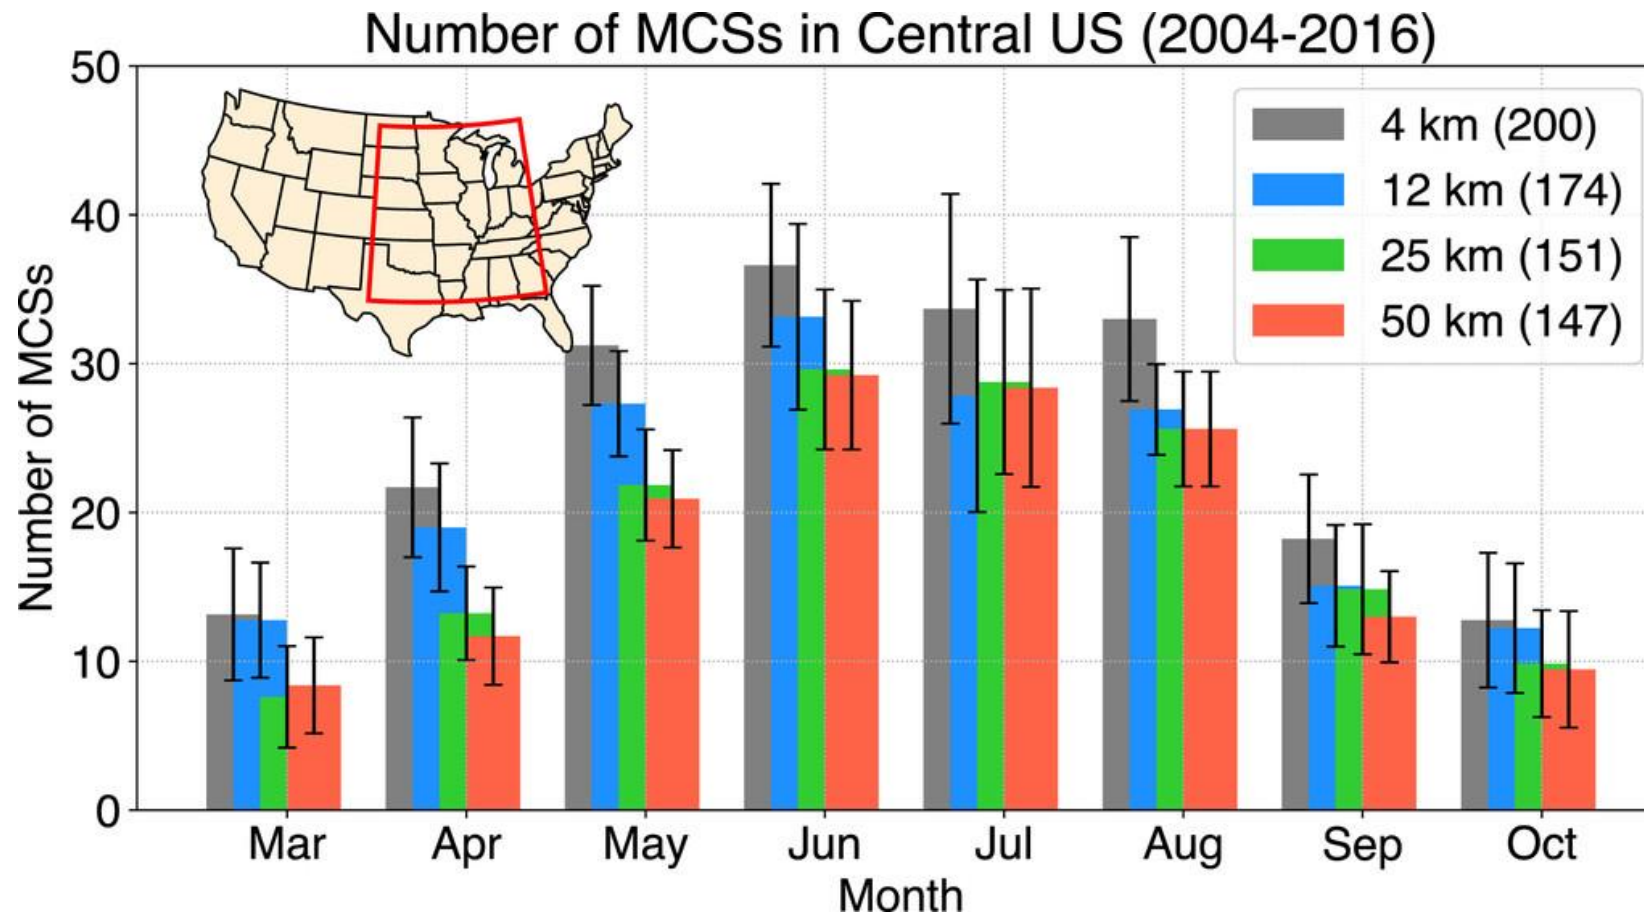 Number of MCSs in Central US (2004-2016)
50
40
30
20
10
0
Number of MCSs
4 km (200)
12 km (174)
25 km (151)
50 km (147)
Mar Apr May Jun Jul Aug Sep Oct
Month